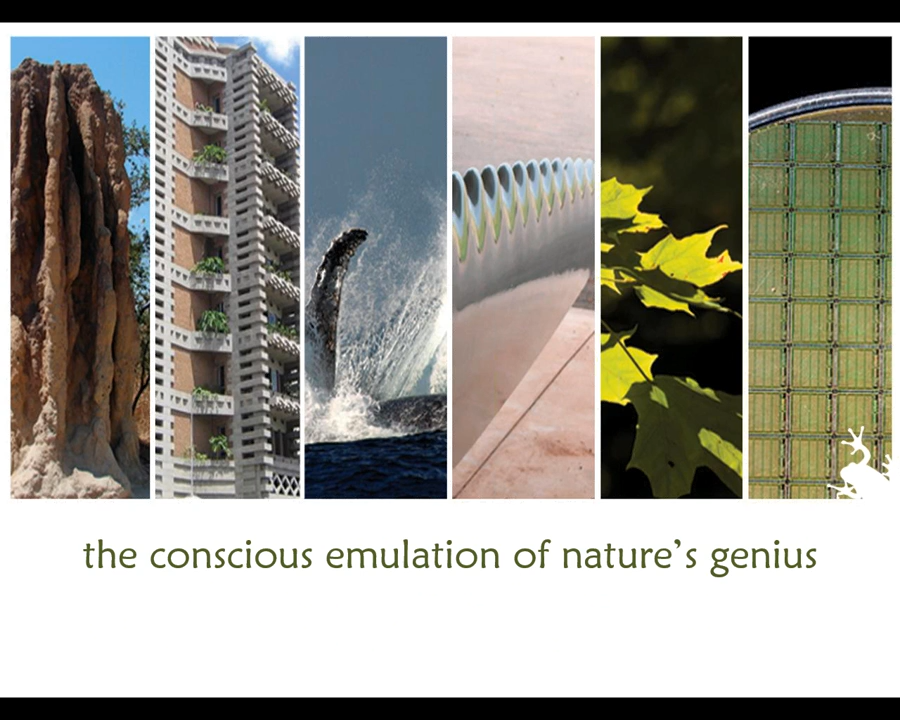 the conscious emulation of nature’s genius